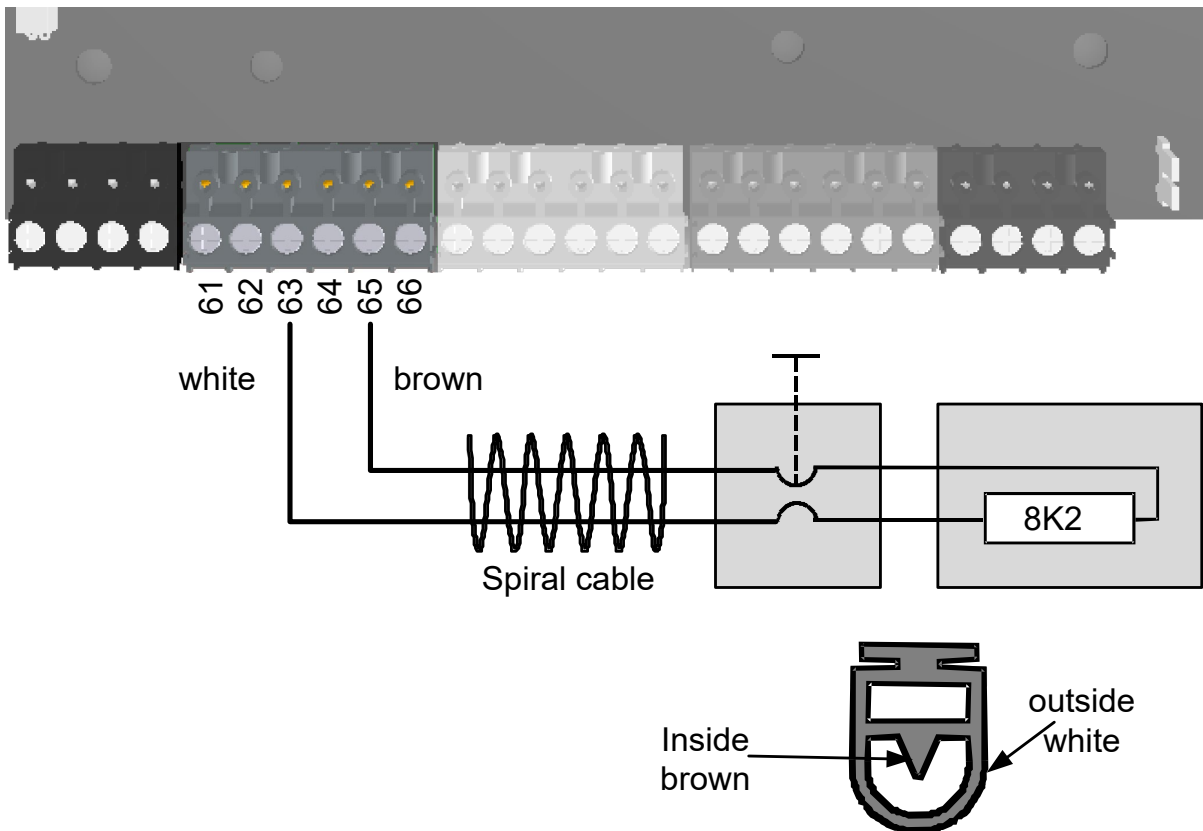 61 62 63 64 65 66
white
brown
Spiral cable
8K2
Inside
brown
outside
white